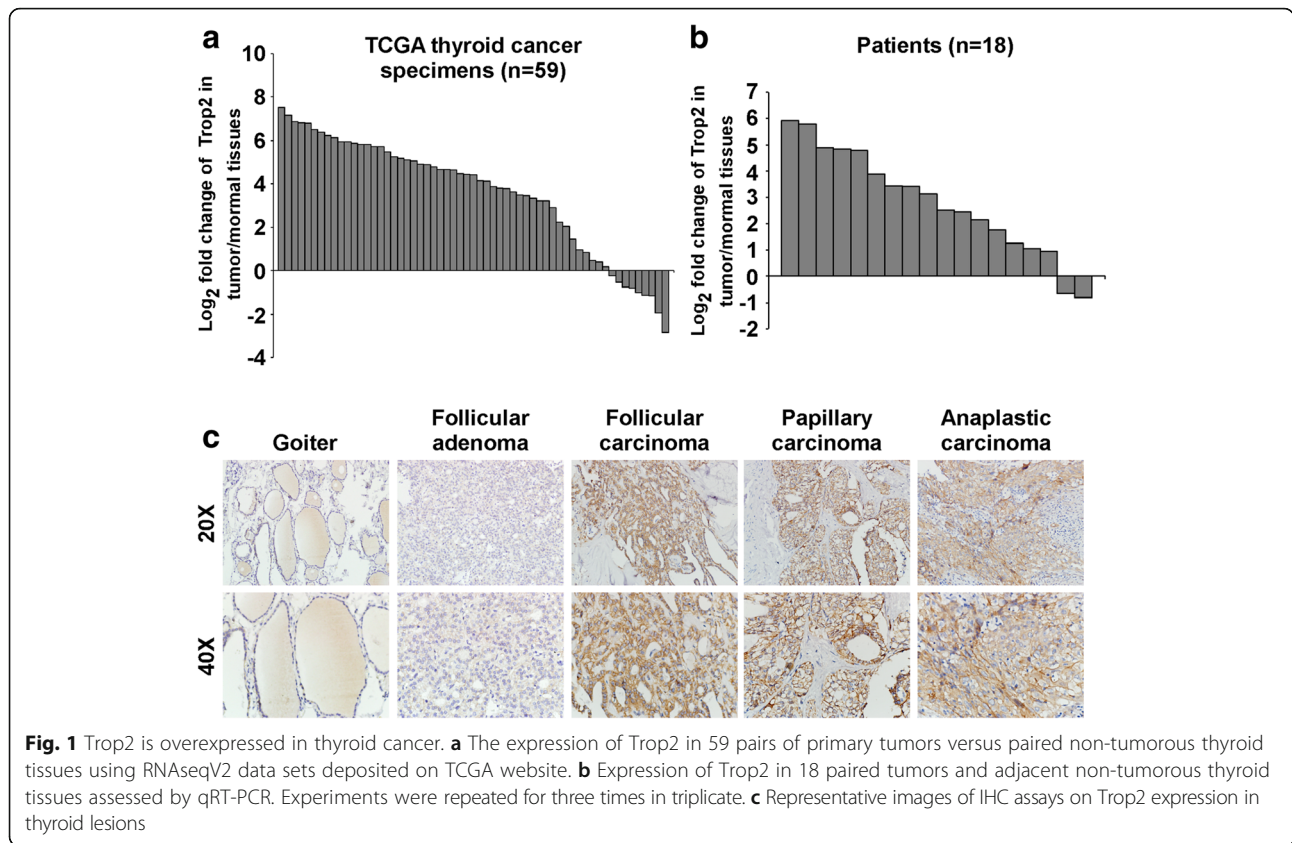 a
TCGA thyroid cancer
specimens (n=59)
Log2 fold change of Trop2 in
tumor/mormal tissues
10
8
6
4
2
0
-2
-4
b
Patients (n=18)
Log2 fold change of Trop2 in
tumor/mormal tissues
7
6
5
4
3
2
1
0
-1
-2
c
Goiter
Follicular
adenoma
Follicular
carcinoma
Papillary
carcinoma
Anaplastic
carcinoma
20X
40X
Fig. 1 Trop2 is overexpressed in thyroid cancer. a The expression of Trop2 in 59 pairs of primary tumors versus paired non-tumorous thyroid
tissues using RNAseqV2 data sets deposited on TCGA website. b Expression of Trop2 in 18 paired tumors and adjacent non-tumorous thyroid
tissues assessed by qRT-PCR. Experiments were repeated for three times in triplicate. c Representative images of IHC assays on Trop2 expression in
thyroid lesions